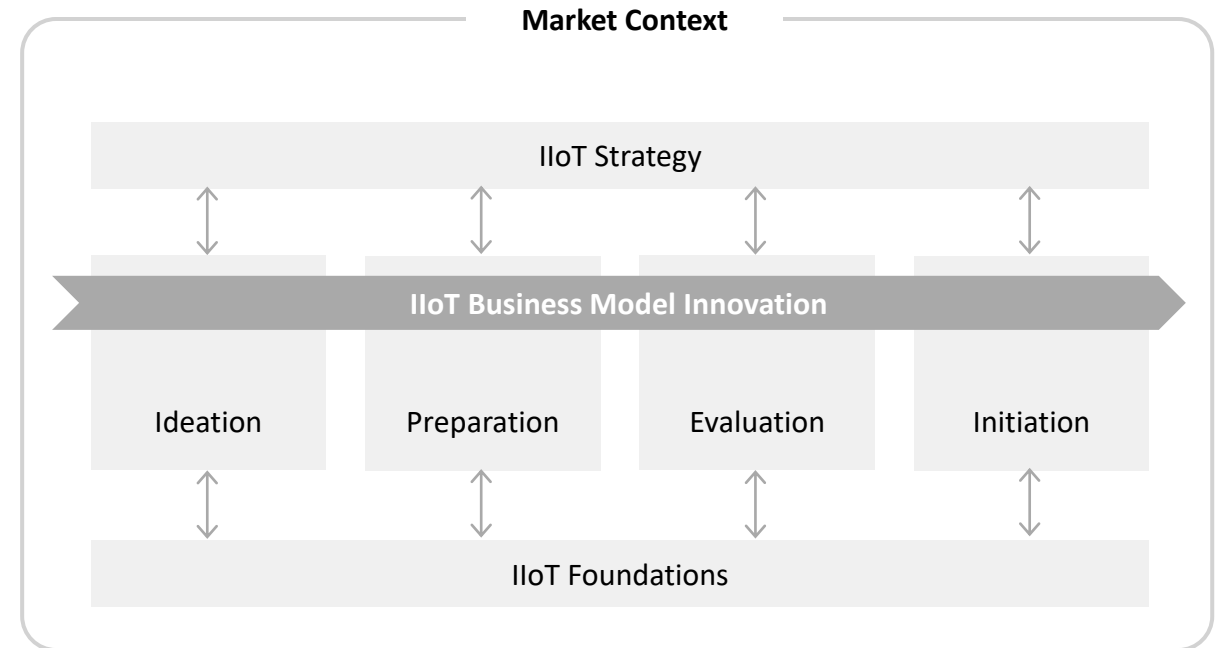 Market Context
IIoT Strategy
IIoT Business Model Innovation
Ideation
Preparation
Evaluation
Initiation
IIoT Foundations